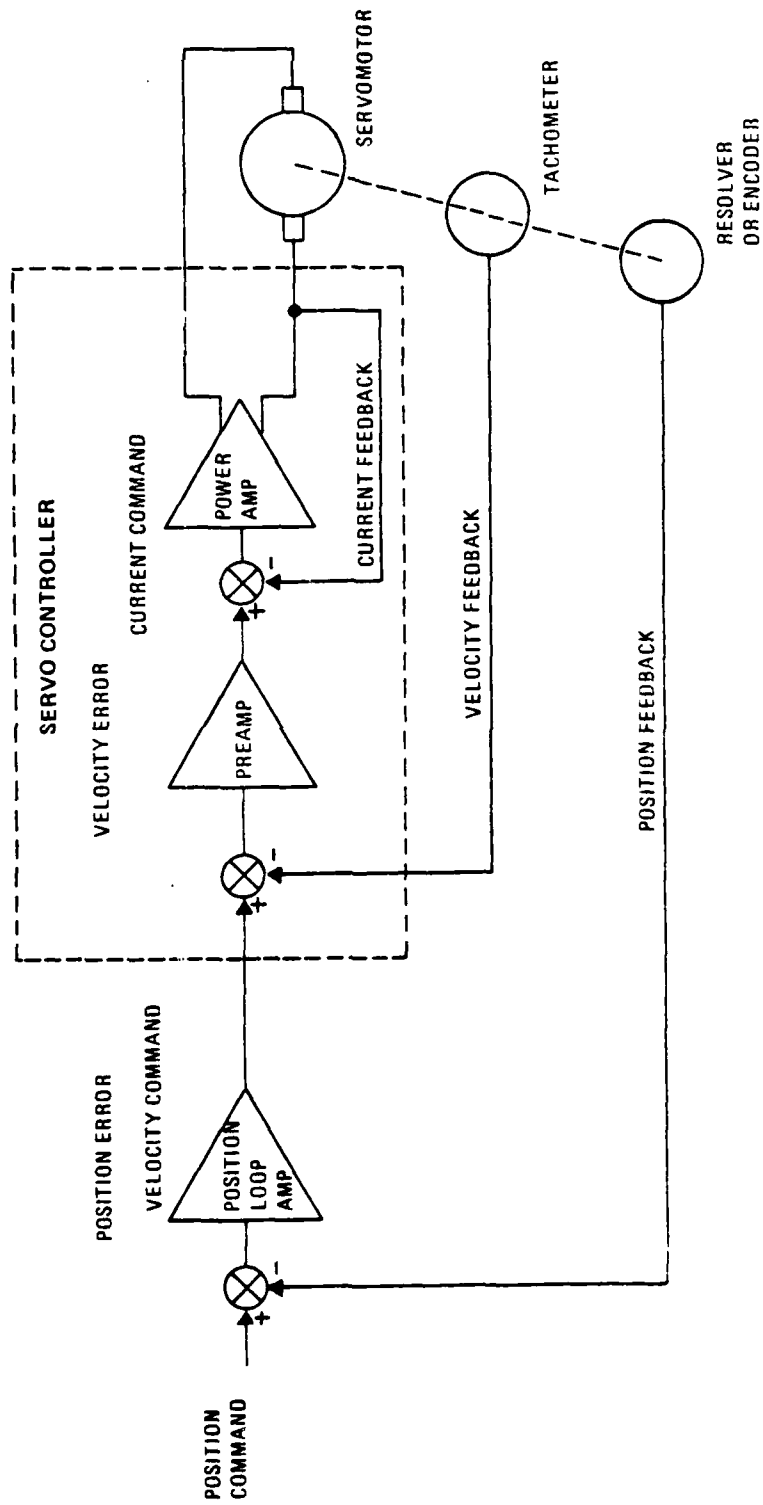 POSITION
COMMAND
+
-
POSITION ERROR
VELOCITY COMMAND
POSITION
LOOP
AMP
SERVO CONTROLLER
VELOCITY ERROR
+
-
PREAMP
CURRENT COMMAND
+
-
POWER
AMP
CURRENT FEEDBACK
SERVOMOTOR
VELOCITY FEEDBACK
TACHOMETER
POSITION FEEDBACK
RESOLVER
OR ENCODER